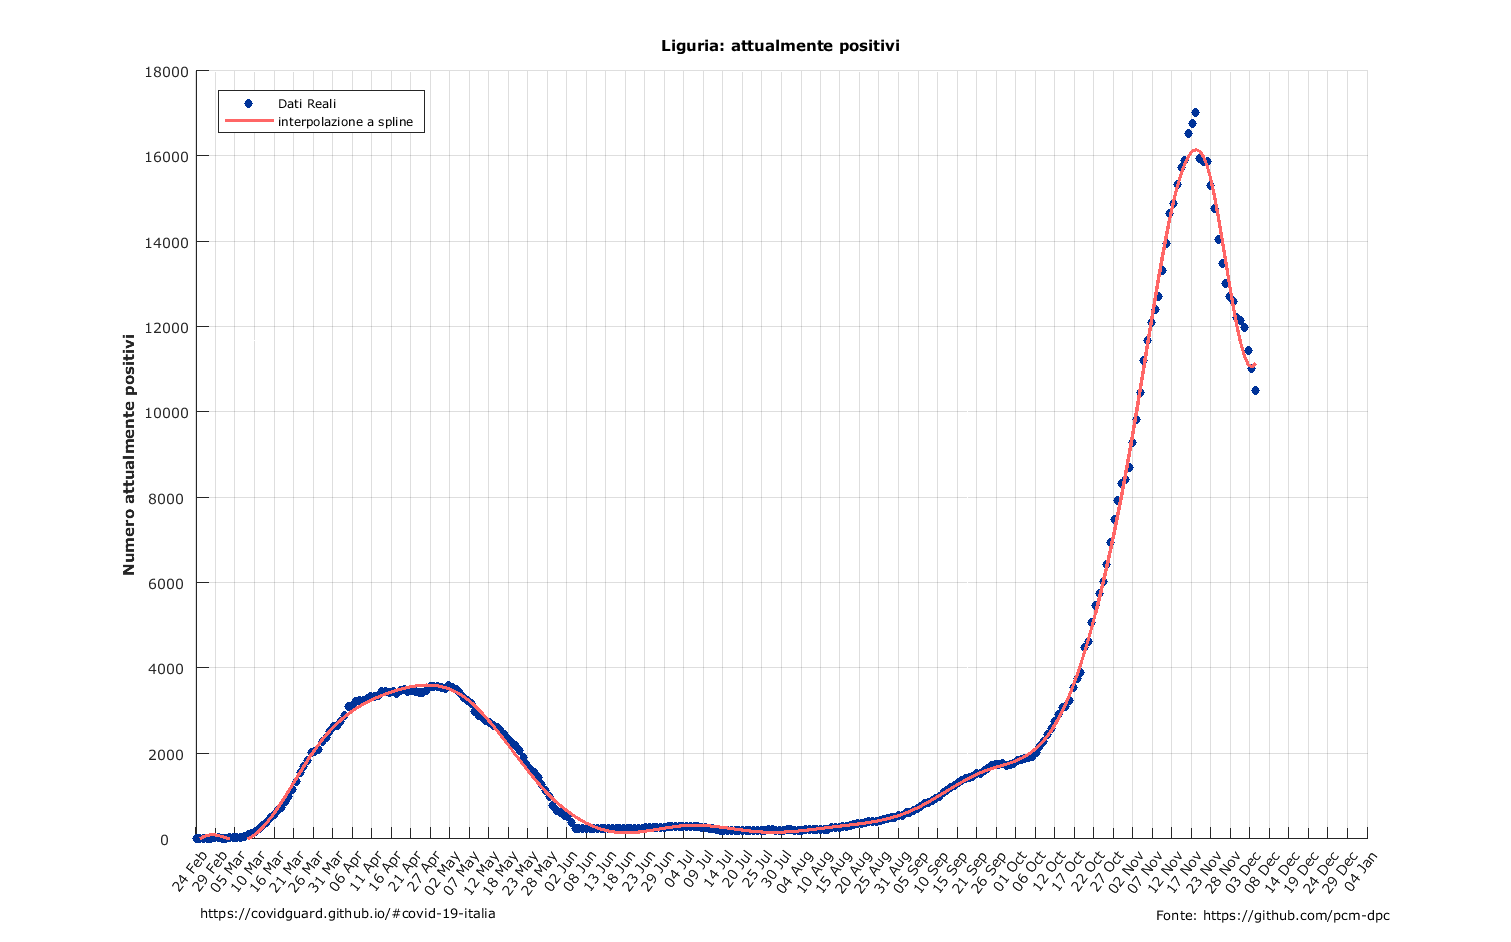 Liguria: attualmente positivi
18000
16000
14000
12000
10000
8000
6000
4000
2000
0
Numero attualmente positivi
Dati Reali
interpolazione a spline
24 Feb
29 Feb
05 Mar
10 Mar
16 Mar
21 Mar
26 Mar
31 Mar
06 Apr
11 Apr
16 Apr
21 Apr
27 Apr
02 May
07 May
12 May
18 May
23 May
28 May
02 Jun
08 Jun
13 Jun
18 Jun
23 Jun
29 Jun
04 Jul
09 Jul
14 Jul
20 Jul
25 Jul
30 Jul
04 Aug
10 Aug
15 Aug
20 Aug
25 Aug
31 Aug
05 Sep
10 Sep
15 Sep
21 Sep
26 Sep
01 Oct
06 Oct
12 Oct
17 Oct
22 Oct
27 Oct
02 Nov
07 Nov
12 Nov
17 Nov
23 Nov
28 Nov
03 Dec
08 Dec
14 Dec
19 Dec
24 Dec
29 Dec
04 Jan
https://covidguard.github.io/#covid-19-italia
Fonte: https://github.com/pcm-dpc